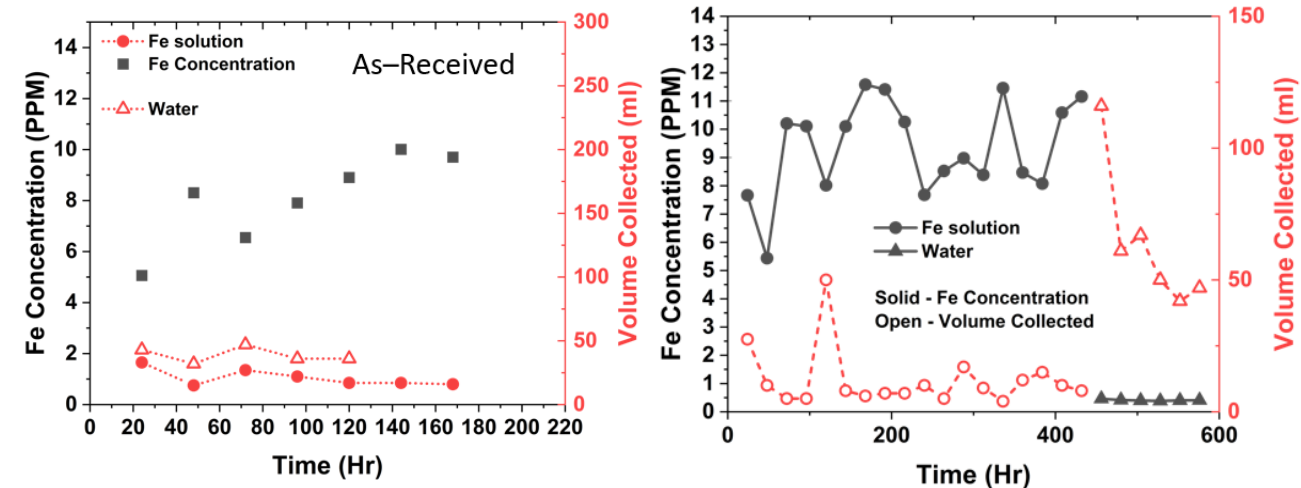 Fe Concentration (PPM)
14
12
10
8
6
4
2
0
Fe solution
Fe Concentration
Water
As–Received
300
250
200
150
100
50
0
Volume Collected (ml)
0 20 40 60 80 100 120 140 160 180 200 220
Time (Hr)
Fe Concentration (PPM)
14
13
12
11
10
9
8
7
6
5
4
3
2
1
0
Fe solution
Water
Solid - Fe Concentration
Open - Volume Collected
150
100
50
0
Volume Collected (ml)
0 200 400 600
Time (Hr)